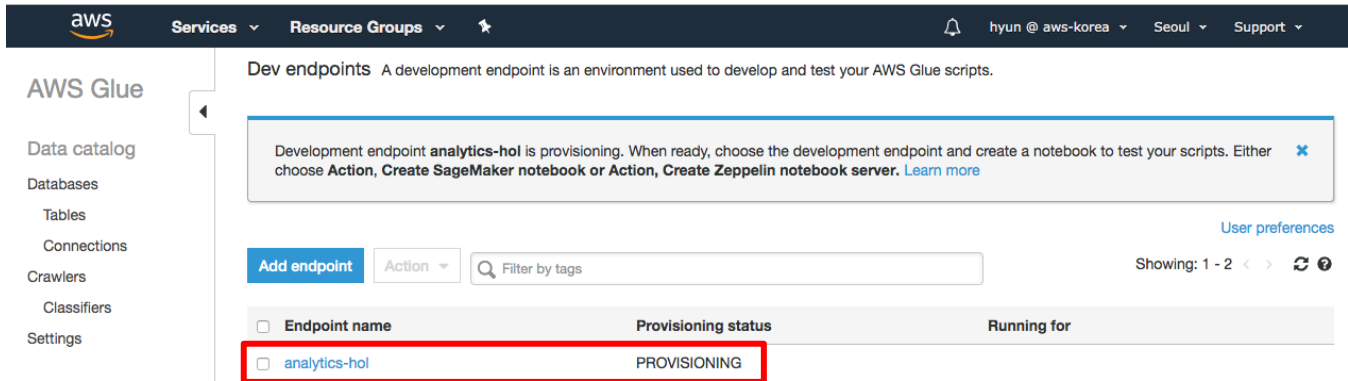 aws
Services
Resource Groups
hyun @ aws-korea
Seoul
Support
AWS Glue
Data catalog
Databases
Tables
Connections
Crawlers
Classifiers
Settings
Dev endpoints A development endpoint is an environment used to develop and test your AWS Glue scripts.
Development endpoint analytics-hol is provisioning. When ready, choose the development endpoint and create a notebook to test your scripts. Either
choose Action, Create SageMaker notebook or Action, Create Zeppelin notebook server. Learn more
User preferences
Add endpoint
Action
Filter by tags
Showing: 1 - 2 < >
Endpoint name
Provisioning status
Running for
analytics-hol
PROVISIONING